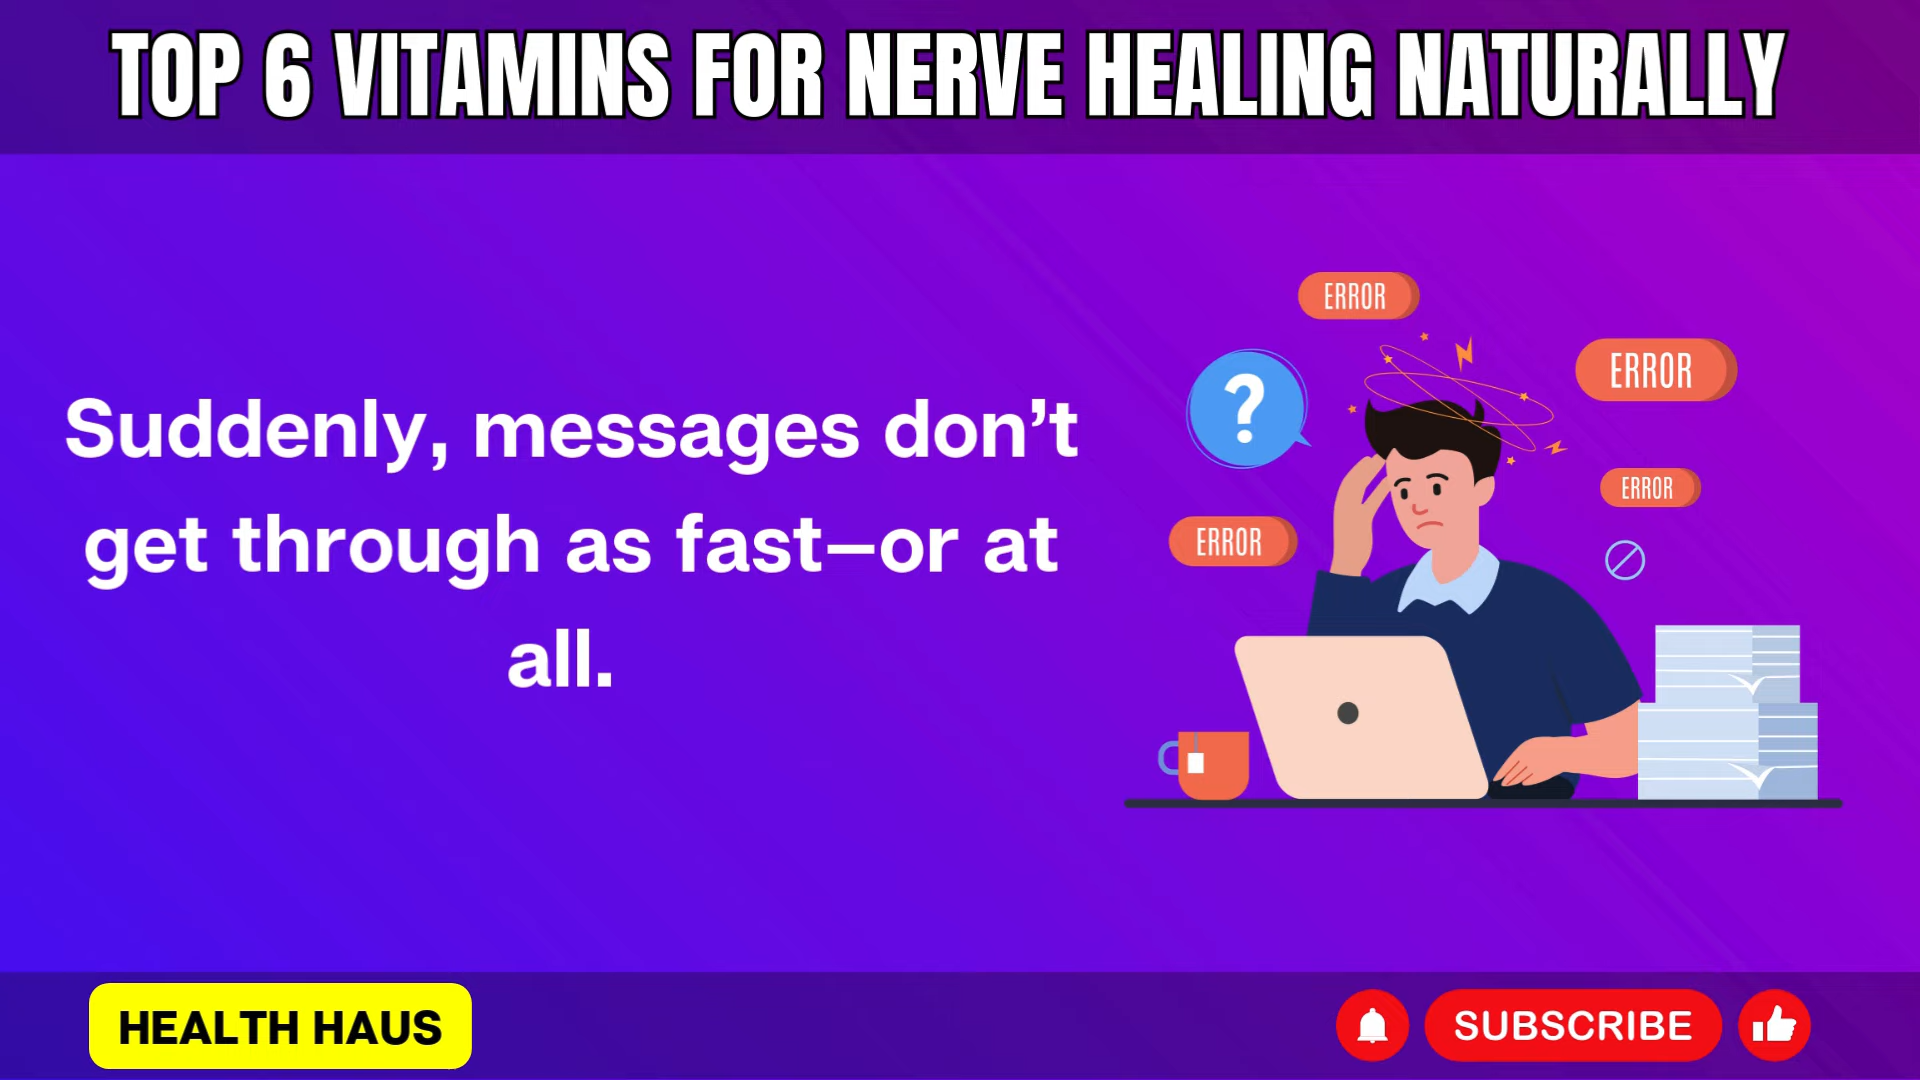 TOP 6 VITAMINS FOR NERVE HEALING NATURALLY
Suddenly, messages don’t
get through as fast—or at
all.
ERROR
ERROR
?
ERROR
ERROR
HEALTH HAUS
SUBSCRIBE